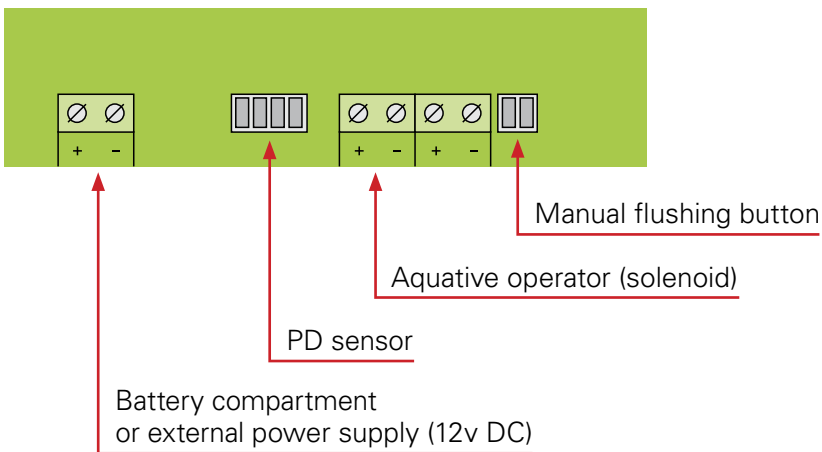 + - + - + -
Manual flushing button
Aquative operator (solenoid)
PD sensor
Battery compartment
or external power supply (12v DC)